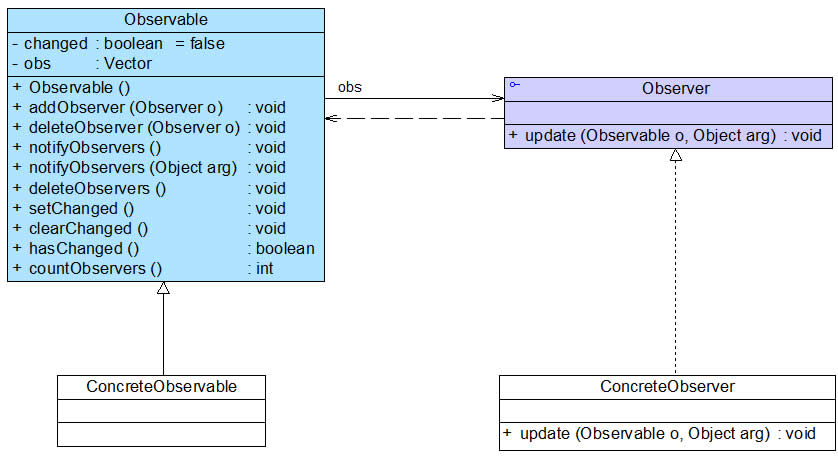 Observable
- changed : boolean = false
- obs : Vector
+ Observable ()
+ addObserver (Observer o) : void
+ deleteObserver (Observer o) : void
+ notifyObservers () : void
+ notifyObservers (Object arg) : void
+ deleteObservers () : void
+ setChanged () : void
+ clearChanged () : void
+ hasChanged () : boolean
+ countObservers () : int
obs
Observer
+ update (Observable o, Object arg) : void
ConcreteObservable
ConcreteObserver
+ update (Observable o, Object arg) : void